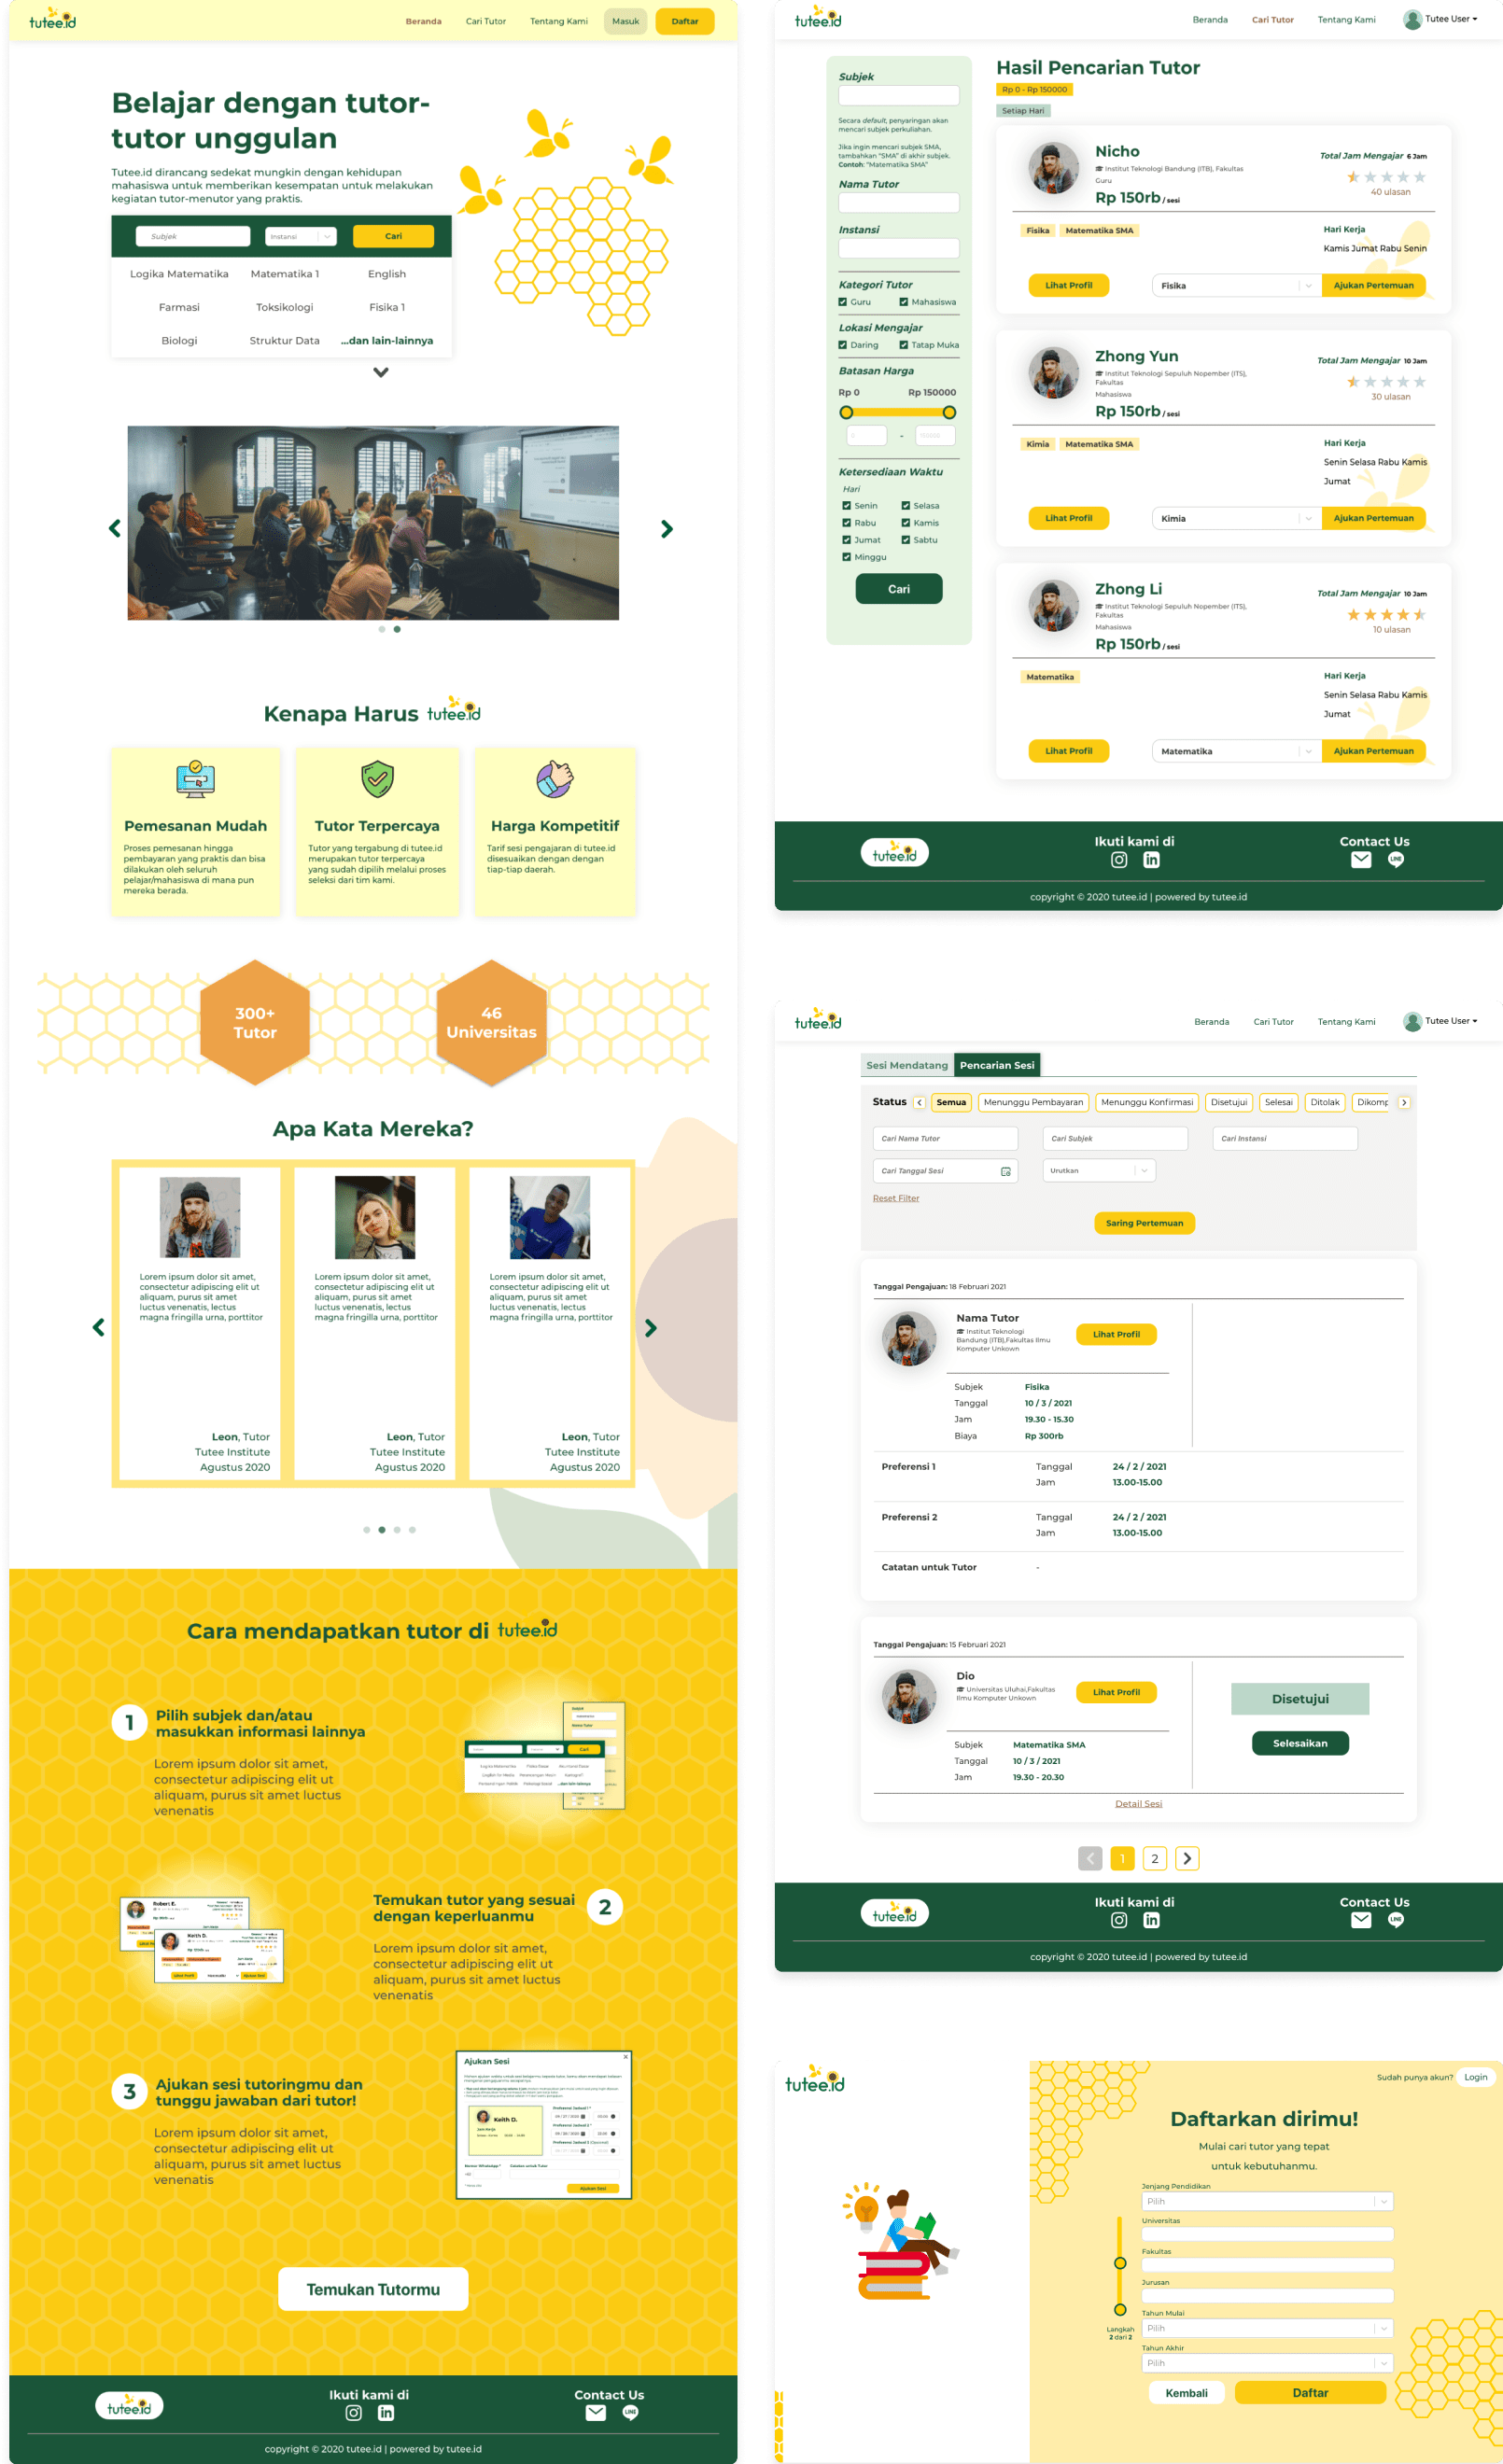 tutee.id
Beranda Cari Tutor Tentang Kami Masuk Daftar
Belajar dengan tutor-
tutor unggulan
Tutee.id dirancang sedekat mungkin dengan kehidupan
mahasiswa untuk memberikan kesempatan untuk melakukan
kegiatan tutor-menutor yang praktis.
Subjek Instansi Cari
Logika Matematika Matematika 1 English
Farmasi Toksikologi Fisika 1
Biologi Struktur Data ...dan lain-lainnya
Kenapa Harus tutee.id
Pemesanan Mudah
Proses pemesanan hingga
pembayaran yang praktis dan bisa
dilakukan oleh seluruh
pelajar/mahasiswa di mana pun
mereka berada.
Tutor Terpercaya
Tutor yang tergabung di tutee.id
merupakan tutor terpercaya
yang sudah dipilih melalui proses
seleksi dari tim kami.
Harga Kompetitif
Tarif sesi pengajaran di tutee.id
disesuaikan dengan dengan
tiap-tiap daerah.
300+
Tutor
46
Universitas
Apa Kata Mereka?
Lorem ipsum dolor sit amet,
consectetur adipiscing elit ut
aliquam, purus sit amet
luctus venenatis, lectus
magna fringilla urna, porttitor
Leon, Tutor
Tutee Institute
Agustus 2020
Lorem ipsum dolor sit amet,
consectetur adipiscing elit ut
aliquam, purus sit amet
luctus venenatis, lectus
magna fringilla urna, porttitor
Leon, Tutor
Tutee Institute
Agustus 2020
Lorem ipsum dolor sit amet,
consectetur adipiscing elit ut
aliquam, purus sit amet
luctus venenatis, lectus
magna fringilla urna, porttitor
Leon, Tutor
Tutee Institute
Agustus 2020
Cara mendapatkan tutor di tutee.id
1
Pilih subjek dan/atau
masukkan informasi lainnya
Lorem ipsum dolor sit amet,
consectetur adipiscing elit ut
aliquam, purus sit amet luctus
venenatis
Cari
Robert E.
Keith D.
Temukan tutor yang sesuai
dengan keperluanmu
2
Lorem ipsum dolor sit amet,
consectetur adipiscing elit ut
aliquam, purus sit amet luctus
venenatis
3
Ajukan sesi tutoringmu dan
tunggu jawaban dari tutor!
Lorem ipsum dolor sit amet,
consectetur adipiscing elit ut
aliquam, purus sit amet luctus
venenatis
Ajukan Sesi
Keith D.
Ajukan Sesi
Temukan Tutormu
tutee.id
Ikuti kami di
Contact Us
LINE
copyright © 2020 tutee.id | powered by tutee.id
tutee.id
Beranda Cari Tutor Tentang Kami Tutee User
Subjek
Secara default, penyaringan akan
mencari subjek perkuliahan.
Jika ingin mencari subjek SMA,
tambahkan "SMA" di akhir subjek.
Contoh: "Matematika SMA"
Nama Tutor
Instansi
Kategori Tutor
Guru Mahasiswa
Lokasi Mengajar
Daring Tatap Muka
Batasan Harga
Rp 0 Rp 150000
-
Ketersediaan Waktu
Hari
Senin Selasa
Rabu Kamis
Jumat Sabtu
Minggu
Cari
Hasil Pencarian Tutor
Rp 0 - Rp 150000
Setiap Hari
Nicho
Institut Teknologi Bandung (ITB), Fakultas
Guru
Rp 150rb / sesi
Total Jam Mengajar 6 Jam
40 ulasan
Fisika Matematika SMA
Hari Kerja
Kamis Jumat Rabu Senin
Lihat Profil Fisika Ajukan Pertemuan
Zhong Yun
Institut Teknologi Sepuluh Nopember (ITS),
Fakultas
Mahasiswa
Rp 150rb / sesi
Total Jam Mengajar 10 Jam
30 ulasan
Kimia Matematika SMA
Hari Kerja
Senin Selasa Rabu Kamis
Jumat
Lihat Profil Kimia Ajukan Pertemuan
Zhong Li
Institut Teknologi Sepuluh Nopember (ITS),
Fakultas
Mahasiswa
Rp 150rb / sesi
Total Jam Mengajar 10 Jam
10 ulasan
Matematika
Hari Kerja
Senin Selasa Rabu Kamis
Jumat
Lihat Profil Matematika Ajukan Pertemuan
tutee.id
Ikuti kami di
Contact Us
LINE
copyright © 2020 tutee.id | powered by tutee.id
tutee.id
Beranda Cari Tutor Tentang Kami Tutee User
Sesi Mendatang Pencarian Sesi
Status Semua Menunggu Pembayaran Menunggu Konfirmasi Disetujui Selesai Ditolak Dikomp
Cari Nama Tutor Cari Subjek Cari Instansi
Cari Tanggal Sesi Urutkan
Reset Filter
Saring Pertemuan
Tanggal Pengajuan: 18 Februari 2021
Nama Tutor
Institut Teknologi
Bandung (ITB),Fakultas Ilmu
Komputer Unkown
Lihat Profil
Subjek Fisika
Tanggal 10 / 3 / 2021
Jam 19.30 - 15.30
Biaya Rp 300rb
Preferensi 1 Tanggal 24 / 2 / 2021
Jam 13.00-15.00
Preferensi 2 Tanggal 24 / 2 / 2021
Jam 13.00-15.00
Catatan untuk Tutor -
Tanggal Pengajuan: 15 Februari 2021
Dio
Universitas Uluhai,Fakultas
Ilmu Komputer Unkown
Lihat Profil
Subjek Matematika SMA
Tanggal 10 / 3 / 2021
Jam 19.30 - 20.30
Disetujui
Selesaikan
Detail Sesi
1 2
tutee.id
Ikuti kami di
Contact Us
LINE
copyright © 2020 tutee.id | powered by tutee.id
tutee.id
Sudah punya akun? Login
Daftarkan dirimu!
Mulai cari tutor yang tepat
untuk kebutuhanmu.
Jenjang Pendidikan
Pilih
Universitas
Fakultas
Jurusan
Tahun Mulai
Pilih
Tahun Akhir
Pilih
Langkah
2 dari 2
Kembali Daftar